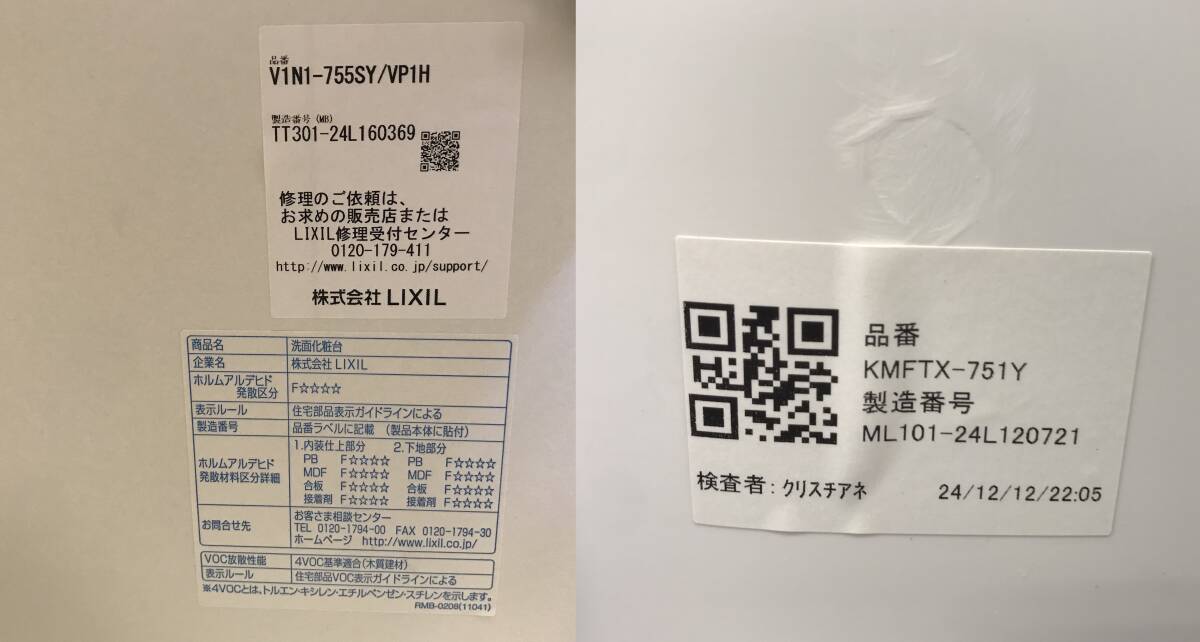 品番
V1N1-755SY/VP1H
製造番号(MB)
TT301-24L160369
修理のご依頼は、
お求めの販売店または
LIXIL修理受付センター
0120-179-411
http://www.lixil.co.jp/support/
株式会社 LIXIL
商品名 洗面化粧台
企業名 株式会社 LIXIL
ホルムアルデヒド
発散区分 F☆☆☆☆
表示ルール 住宅部品表示ガイドラインによる
製造番号 品番ラベルに記載 (製品本体に貼付)
ホルムアルデヒド
発散材料区分詳細
1.内装仕上部分 2.下地部分
PB F☆☆☆☆ PB F☆☆☆☆
MDF F☆☆☆☆ MDF F☆☆☆☆
合板 F☆☆☆☆ 合板 F☆☆☆☆
接着剤 F☆☆☆☆ 接着剤 F☆☆☆☆
お問合せ先
お客さま相談センター
TEL 0120-1794-00 FAX 0120-1794-30
ホームページ http://www.lixil.co.jp/
VOC放散性能 4VOC基準適合(木質建材)
表示ルール 住宅部品VOC表示ガイドラインによる
※4VOCとは、トルエン・キシレン・エチルベンゼン・スチレンを示します。
RMB-0208(11041)
品番
KMFTX-751Y
製造番号
ML101-24L120721
検査者:クリスチアネ 24/12/12/22:05